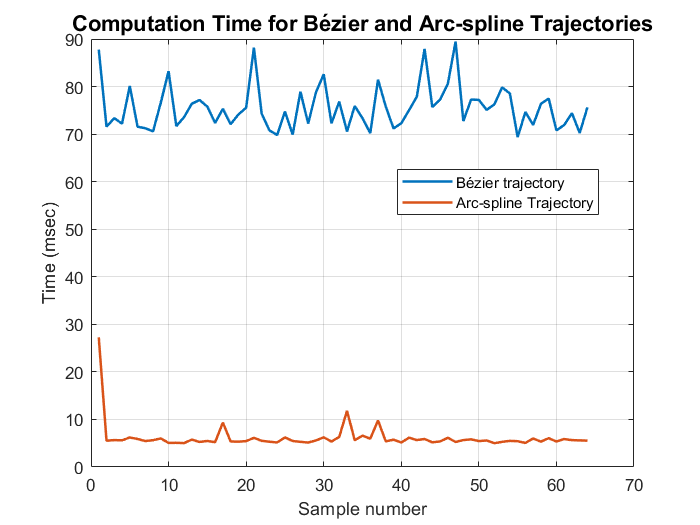 Computation Time for Bézier and Arc-spline Trajectories
90
80
70
60
50
40
30
20
10
0
Time (msec)
Bézier trajectory
Arc-spline Trajectory
0 10 20 30 40 50 60 70
Sample number